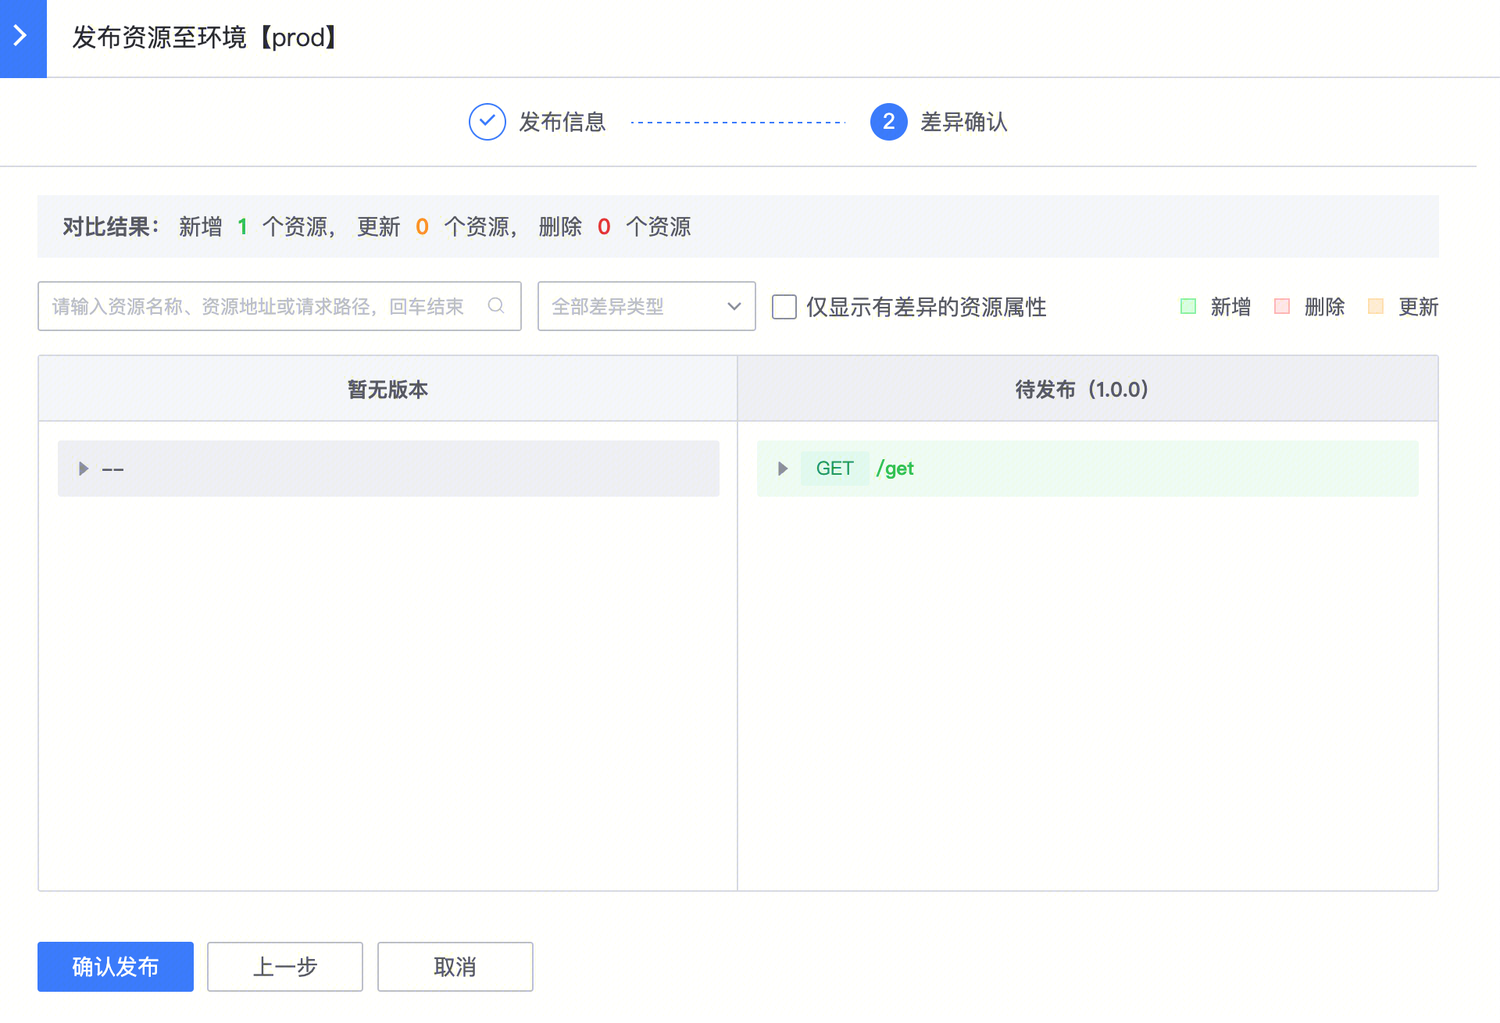 发布资源至环境【prod】
发布信息
2 差异确认
对比结果： 新增 1 个资源， 更新 0 个资源， 删除 0 个资源
请输入资源名称、资源地址或请求路径，回车结束 全部差异类型 仅显示有差异的资源属性 新增 删除 更新
暂无版本 待发布（1.0.0）
-- GET /get
确认发布 上一步 取消